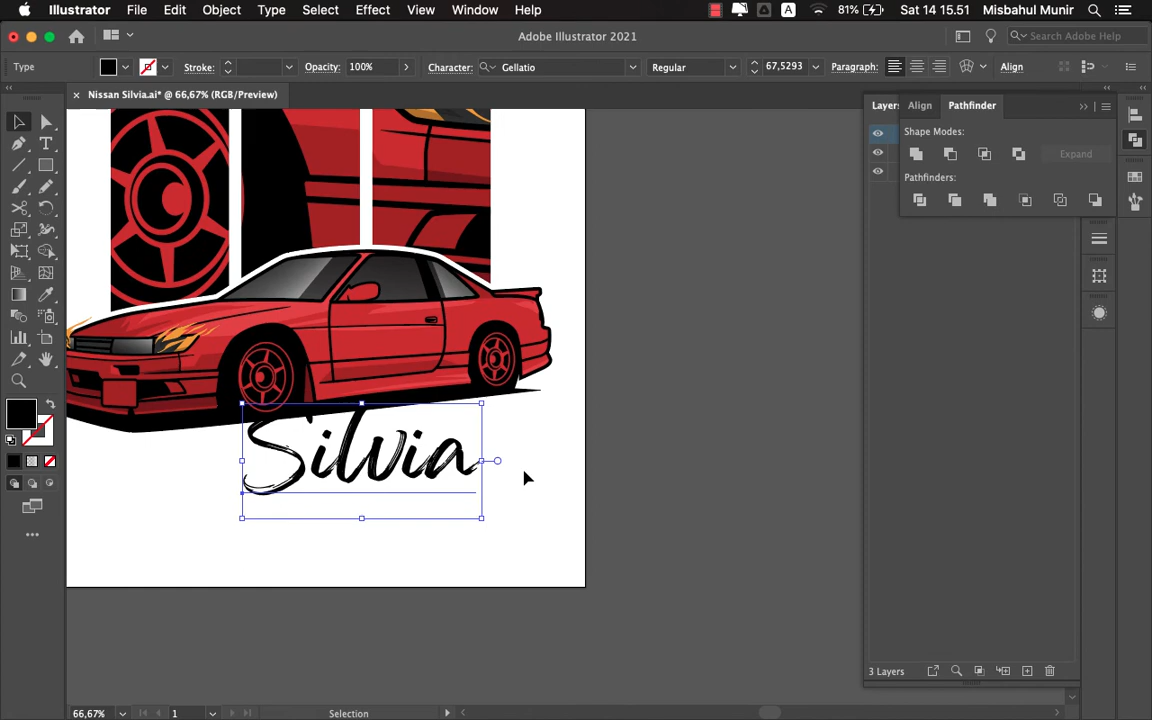 Illustrator File Edit Object Type Select Effect View Window Help A 81% Sat 14 15.51 Misbahul Munir
Adobe Illustrator 2021 Search Adobe Help
Type Stroke: Opacity: 100% Character: Gellatio Regular 67,5293 Paragraph: Align
× Nissan Silvia.ai* @ 66,67% (RGB/Preview)
Layer Align Pathfinder
Shape Modes:
Expand
Pathfinders:
Silvia
3 Layers
66,67% 1 Selection